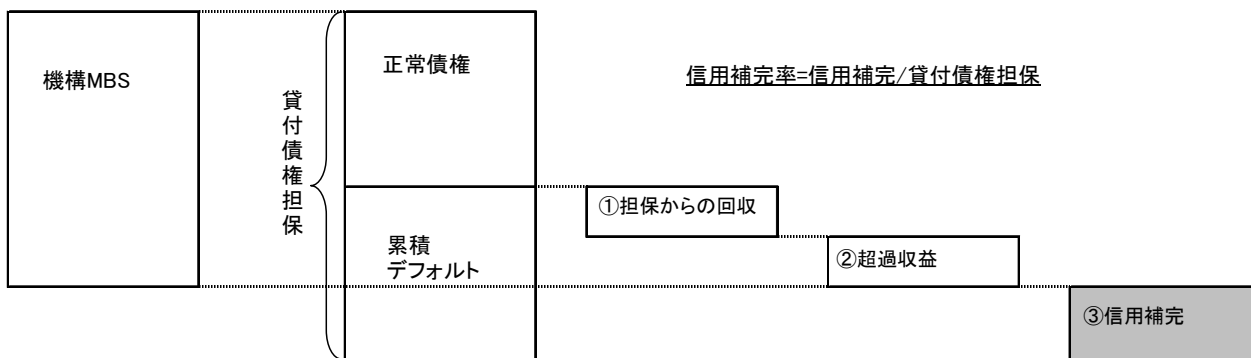 機構MBS
貸付債権担保
正常債権
信用補完率=信用補完/貸付債権担保
累積
デフォルト
①担保からの回収
②超過収益
③信用補完